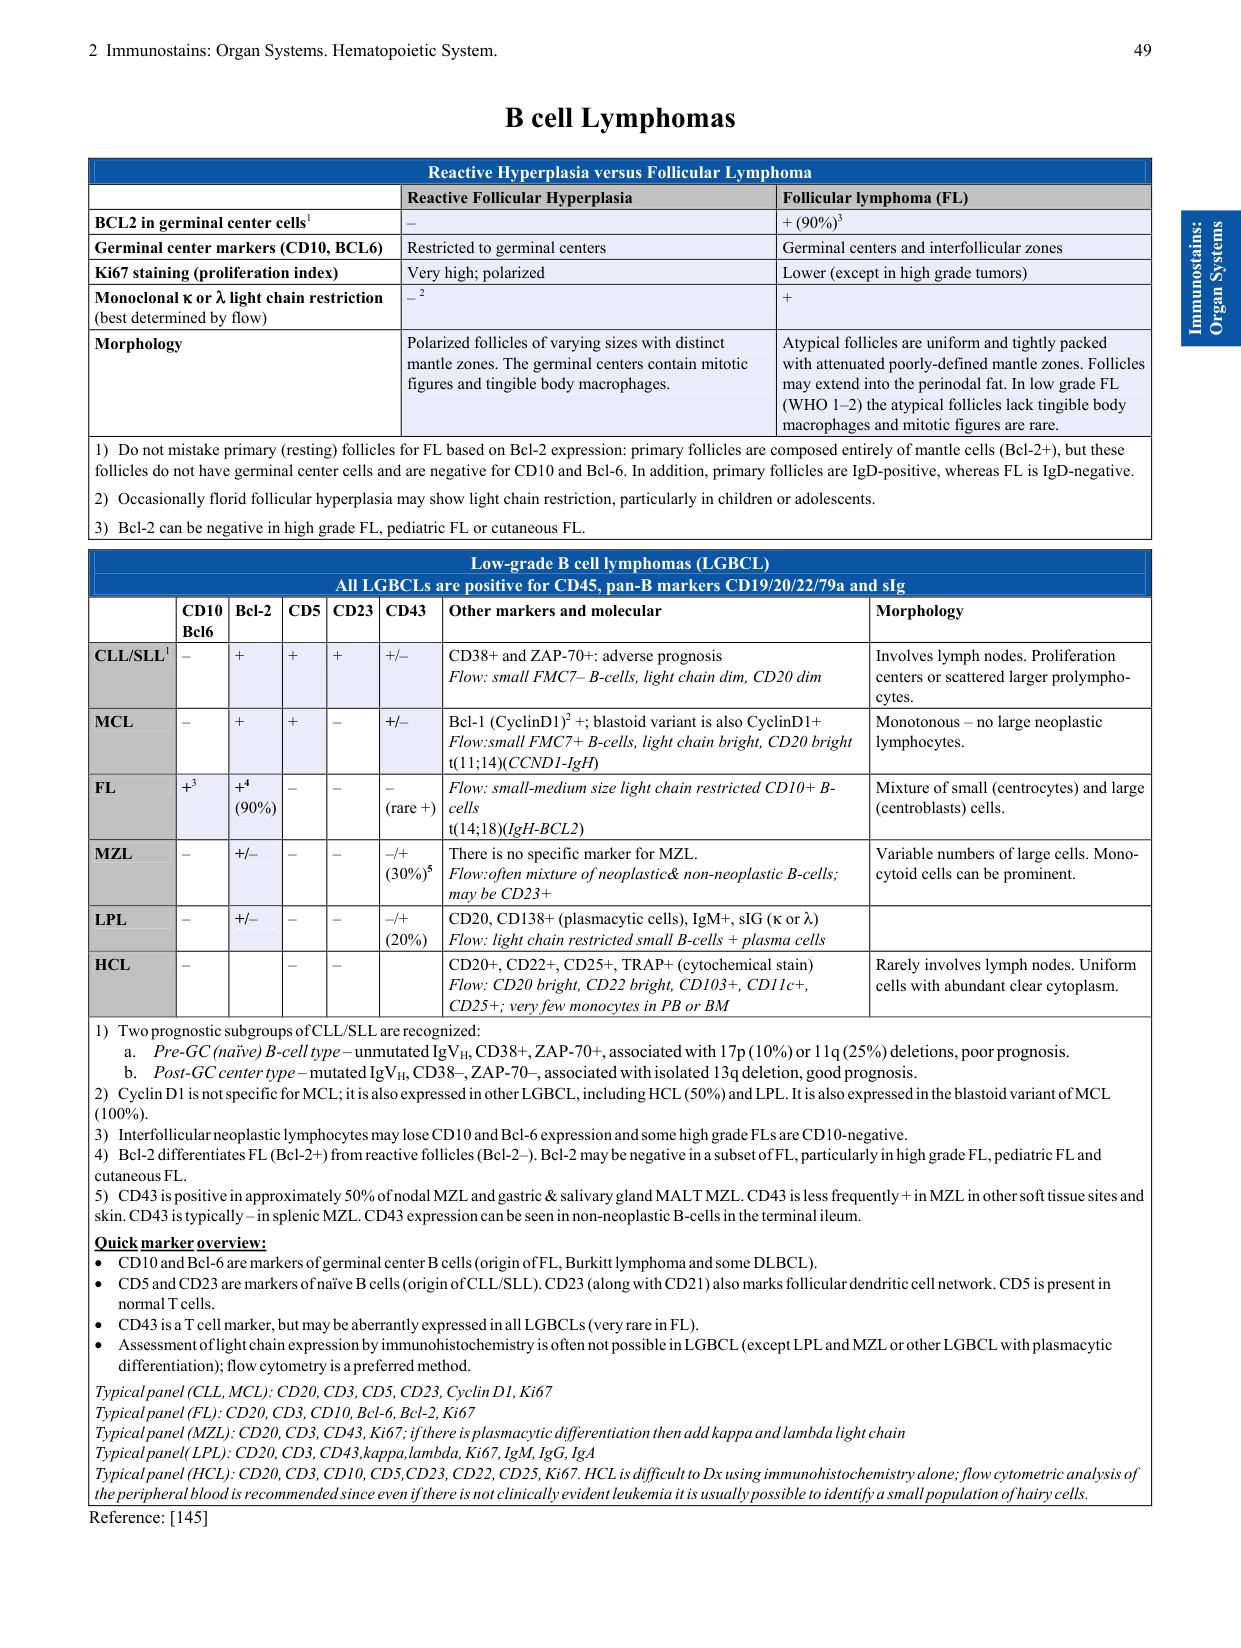 2 Immunostains: Organ Systems. Hematopoietic System. 49
B cell Lymphomas
Immunostains:
Organ Systems
Reactive Hyperplasia versus Follicular Lymphoma
Reactive Follicular Hyperplasia Follicular lymphoma (FL)
BCL2 in germinal center cells1 – + (90%)3
Germinal center markers (CD10, BCL6) Restricted to germinal centers Germinal centers and interfollicular zones
Ki67 staining (proliferation index) Very high; polarized Lower (except in high grade tumors)
Monoclonal κ or λ light chain restriction – 2 +
(best determined by flow)
Morphology
Polarized follicles of varying sizes with distinct
mantle zones. The germinal centers contain mitotic
figures and tingible body macrophages.
Atypical follicles are uniform and tightly packed
with attenuated poorly-defined mantle zones. Follicles
may extend into the perinodal fat. In low grade FL
(WHO 1–2) the atypical follicles lack tingible body
macrophages and mitotic figures are rare.
1) Do not mistake primary (resting) follicles for FL based on Bcl-2 expression: primary follicles are composed entirely of mantle cells (Bcl-2+), but these
follicles do not have germinal center cells and are negative for CD10 and Bcl-6. In addition, primary follicles are IgD-positive, whereas FL is IgD-negative.
2) Occasionally florid follicular hyperplasia may show light chain restriction, particularly in children or adolescents.
3) Bcl-2 can be negative in high grade FL, pediatric FL or cutaneous FL.
Low-grade B cell lymphomas (LGBCL)
All LGBCLs are positive for CD45, pan-B markers CD19/20/22/79a and sIg
CD10 Bcl-2 CD5 CD23 CD43 Other markers and molecular Morphology
Bcl6
CLL/SLL1 – + + + +/–
CD38+ and ZAP-70+: adverse prognosis
Flow: small FMC7– B-cells, light chain dim, CD20 dim
Involves lymph nodes. Proliferation
centers or scattered larger prolympho-
cytes.
MCL – + + – +/–
Bcl-1 (CyclinD1)2 +; blastoid variant is also CyclinD1+
Flow:small FMC7+ B-cells, light chain bright, CD20 bright
t(11;14)(CCND1-IgH)
Monotonous – no large neoplastic
lymphocytes.
FL +3 +4 – – –
(90%) (rare +)
Flow: small-medium size light chain restricted CD10+ B-
cells
t(14;18)(IgH-BCL2)
Mixture of small (centrocytes) and large
(centroblasts) cells.
MZL – +/– – – –/+
(30%)5
There is no specific marker for MZL.
Flow:often mixture of neoplastic& non-neoplastic B-cells;
may be CD23+
Variable numbers of large cells. Mono-
cytoid cells can be prominent.
LPL – +/– – – –/+
(20%)
CD20, CD138+ (plasmacytic cells), IgM+, sIG (κ or λ)
Flow: light chain restricted small B-cells + plasma cells
HCL – – –
CD20+, CD22+, CD25+, TRAP+ (cytochemical stain)
Flow: CD20 bright, CD22 bright, CD103+, CD11c+,
CD25+; very few monocytes in PB or BM
Rarely involves lymph nodes. Uniform
cells with abundant clear cytoplasm.
1) Two prognostic subgroups of CLL/SLL are recognized:
a. Pre-GC (naïve) B-cell type – unmutated IgVH, CD38+, ZAP-70+, associated with 17p (10%) or 11q (25%) deletions, poor prognosis.
b. Post-GC center type – mutated IgVH, CD38–, ZAP-70–, associated with isolated 13q deletion, good prognosis.
2) Cyclin D1 is not specific for MCL; it is also expressed in other LGBCL, including HCL (50%) and LPL. It is also expressed in the blastoid variant of MCL
(100%).
3) Interfollicular neoplastic lymphocytes may lose CD10 and Bcl-6 expression and some high grade FLs are CD10-negative.
4) Bcl-2 differentiates FL (Bcl-2+) from reactive follicles (Bcl-2–). Bcl-2 may be negative in a subset of FL, particularly in high grade FL, pediatric FL and
cutaneous FL.
5) CD43 is positive in approximately 50% of nodal MZL and gastric & salivary gland MALT MZL. CD43 is less frequently + in MZL in other soft tissue sites and
skin. CD43 is typically – in splenic MZL. CD43 expression can be seen in non-neoplastic B-cells in the terminal ileum.
Quick marker overview:
• CD10 and Bcl-6 are markers of germinal center B cells (origin of FL, Burkitt lymphoma and some DLBCL).
• CD5 and CD23 are markers of naïve B cells (origin of CLL/SLL). CD23 (along with CD21) also marks follicular dendritic cell network. CD5 is present in
normal T cells.
• CD43 is a T cell marker, but may be aberrantly expressed in all LGBCLs (very rare in FL).
• Assessment of light chain expression by immunohistochemistry is often not possible in LGBCL (except LPL and MZL or other LGBCL with plasmacytic
differentiation); flow cytometry is a preferred method.
Typical panel (CLL, MCL): CD20, CD3, CD5, CD23, Cyclin D1, Ki67
Typical panel (FL): CD20, CD3, CD10, Bcl-6, Bcl-2, Ki67
Typical panel (MZL): CD20, CD3, CD43, Ki67; if there is plasmacytic differentiation then add kappa and lambda light chain
Typical panel( LPL): CD20, CD3, CD43,kappa,lambda, Ki67, IgM, IgG, IgA
Typical panel (HCL): CD20, CD3, CD10, CD5,CD23, CD22, CD25, Ki67. HCL is difficult to Dx using immunohistochemistry alone; flow cytometric analysis of
the peripheral blood is recommended since even if there is not clinically evident leukemia it is usually possible to identify a small population of hairy cells.
Reference: [145]